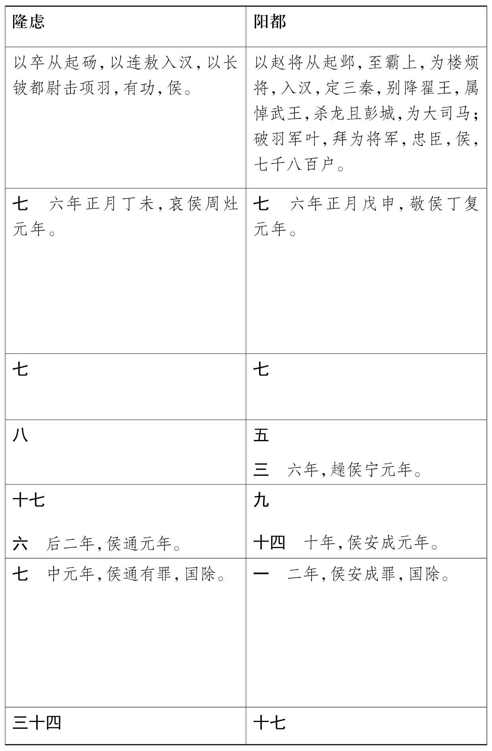 隆虑
阳都
以卒从起砀，以连敖入汉，以长
铍都尉击项羽，有功，侯。
以赵将从起邺，至霸上，为楼烦
将，入汉，定三秦，别降翟王，属
悼武王，杀龙且彭城，为大司马；
破羽军叶，拜为将军，忠臣，侯，
七千八百户。
七　六年正月丁未，哀侯周灶
元年。
七　六年正月戊申，敬侯丁复
元年。
七
七
八
五
三　六年，趮侯宁元年。
十七
六　后二年，侯通元年。
九
十四　十年，侯安成元年。
七　中元年，侯通有罪，国除。
一　二年，侯安成罪，国除。
三十四
十七